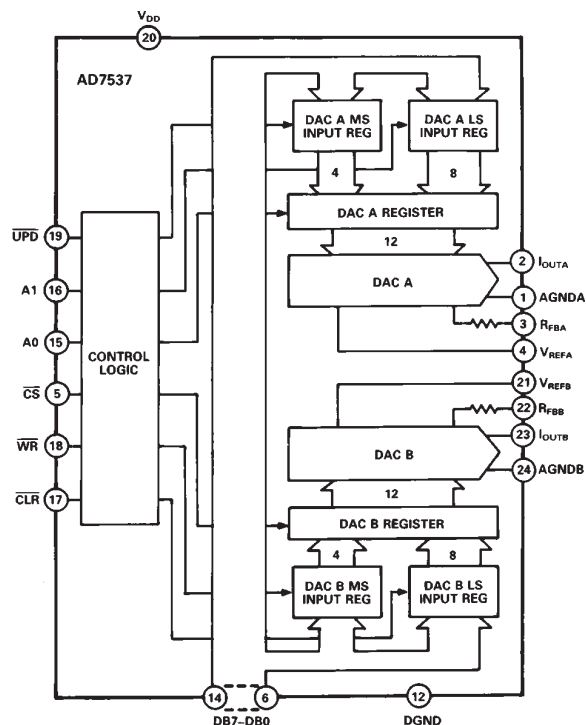 VDD
20
AD7537
DAC A MS
INPUT REG
DAC A LS
INPUT REG
4
8
DAC A REGISTER
12
DAC A
UPD
19
A1
16
A0
15
CS
5
WR
18
CLR
17
CONTROL
LOGIC
2
IOUTA
1
AGNDA
3
RFBA
4
VREFA
21
VREFB
22
RFBB
23
IOUTB
24
AGNDB
DAC B
12
DAC B REGISTER
4
8
DAC B MS
INPUT REG
DAC B LS
INPUT REG
14
6
12
DB7–DB0
DGND